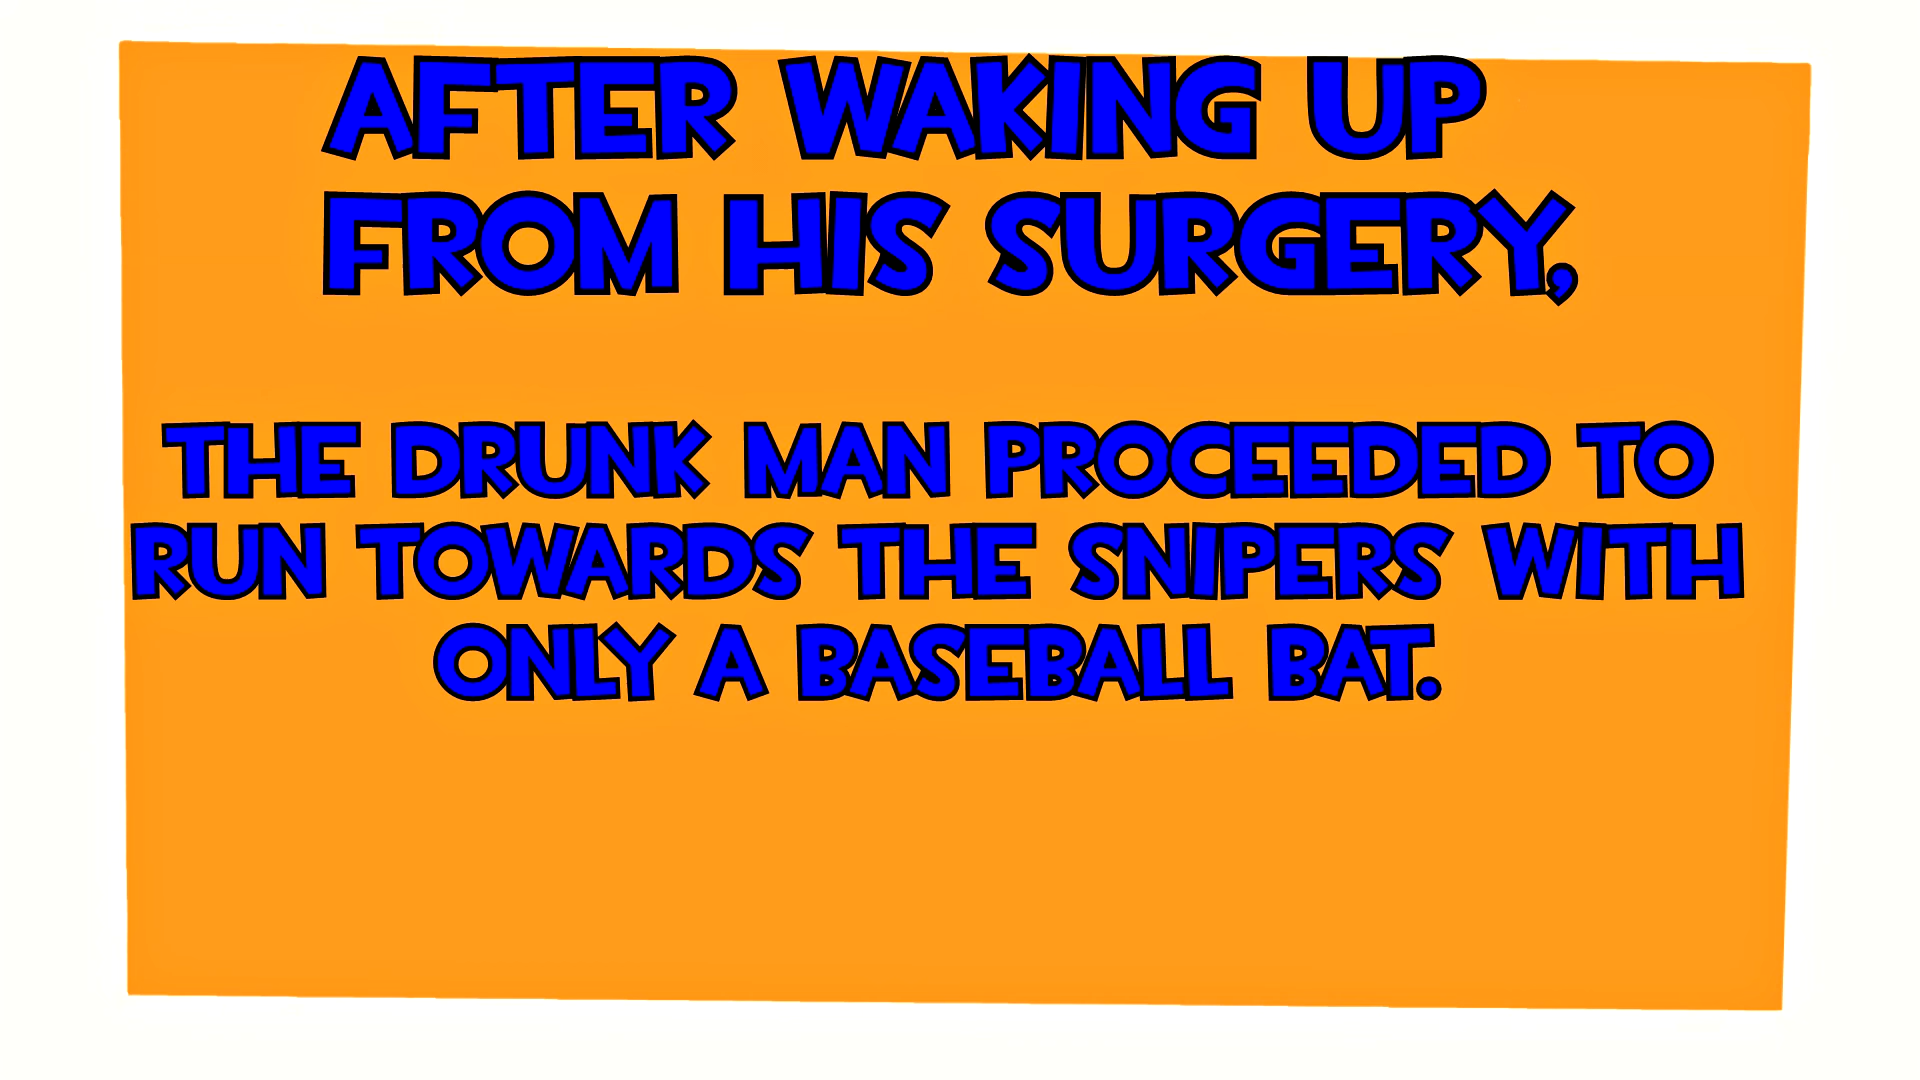 AFTER WAKING UP
FROM HIS SURGERY,
THE DRUNK MAN PROCEEDED TO
RUN TOWARDS THE SNIPERS WITH
ONLY A BASEBALL BAT.